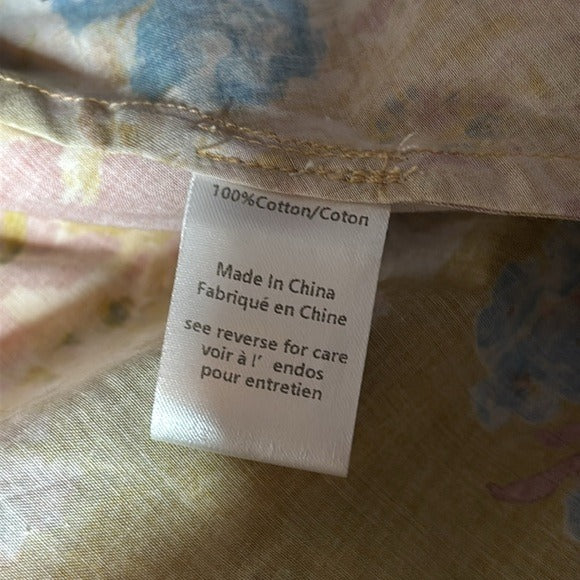 100%Cotton/Coton
Made In China
Fabriqué en Chine
see reverse for care
voir à l’ endos
pour entretien